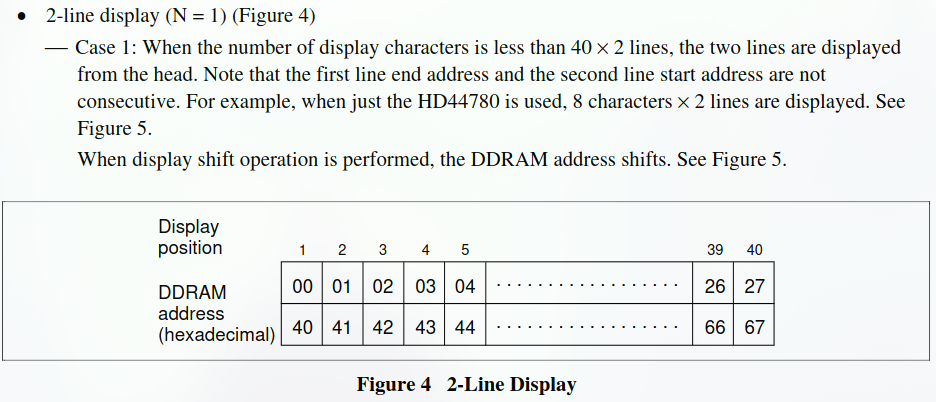 • 2-line display (N = 1) (Figure 4)
— Case 1: When the number of display characters is less than 40 × 2 lines, the two lines are displayed
from the head. Note that the first line end address and the second line start address are not
consecutive. For example, when just the HD44780 is used, 8 characters × 2 lines are displayed. See
Figure 5.
When display shift operation is performed, the DDRAM address shifts. See Figure 5.
Display
position 1 2 3 4 5 39 40
DDRAM
address
(hexadecimal)
00 01 02 03 04 ·················· 26 27
40 41 42 43 44 ·················· 66 67
Figure 4 2-Line Display